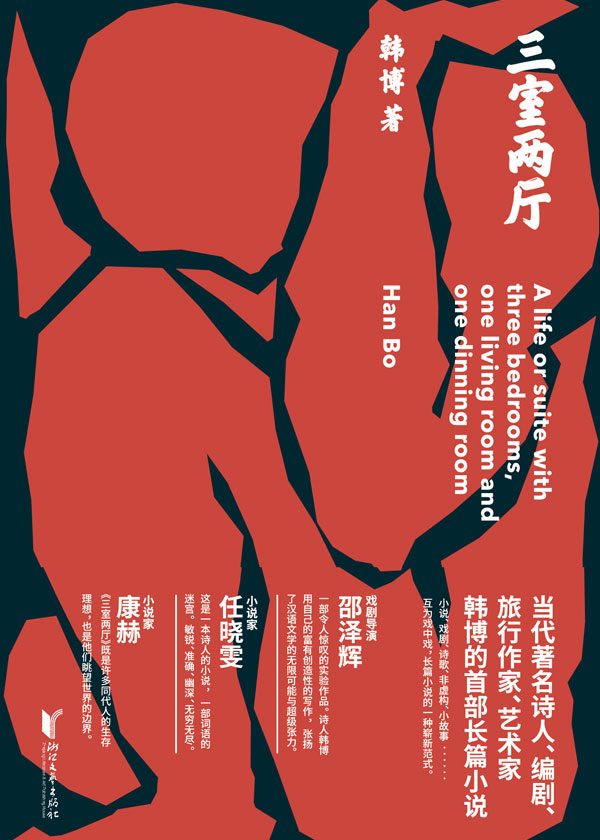 三室两厅
韩博 著
A life or suite with
three bedrooms,
one living room and
one dinning room
Han Bo
当代著名诗人、编剧、
旅行作家、艺术家
韩博的首部长篇小说
小说、戏剧、诗歌、非虚构、小故事……
互为戏中戏，长篇小说的一种崭新范式。
戏剧导演
邵泽辉
一部令人惊叹的实验作品。诗人韩博
用自己的富有创造性的写作，张扬
了汉语文学的无限可能与超级张力。
小说家
任晓雯
这是一本诗人的小说，一部词语的
迷宫。敏锐、准确、幽深、无穷无尽。
小说家
康赫
《三室两厅》既是许多同代人的生存
理想，也是他们眺望世界的边界。
浙江文艺出版社